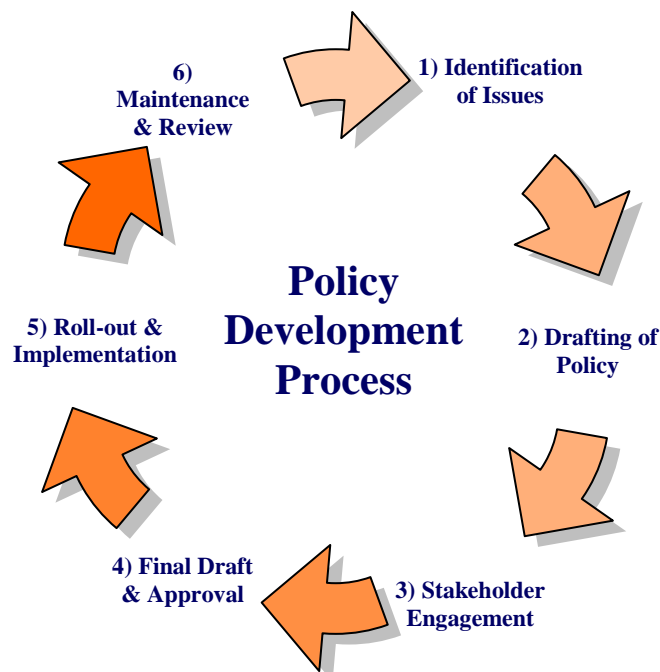 Policy
Development
Process
1) Identification
of Issues
2) Drafting of
Policy
3) Stakeholder
Engagement
4) Final Draft
& Approval
5) Roll-out &
Implementation
6)
Maintenance
& Review